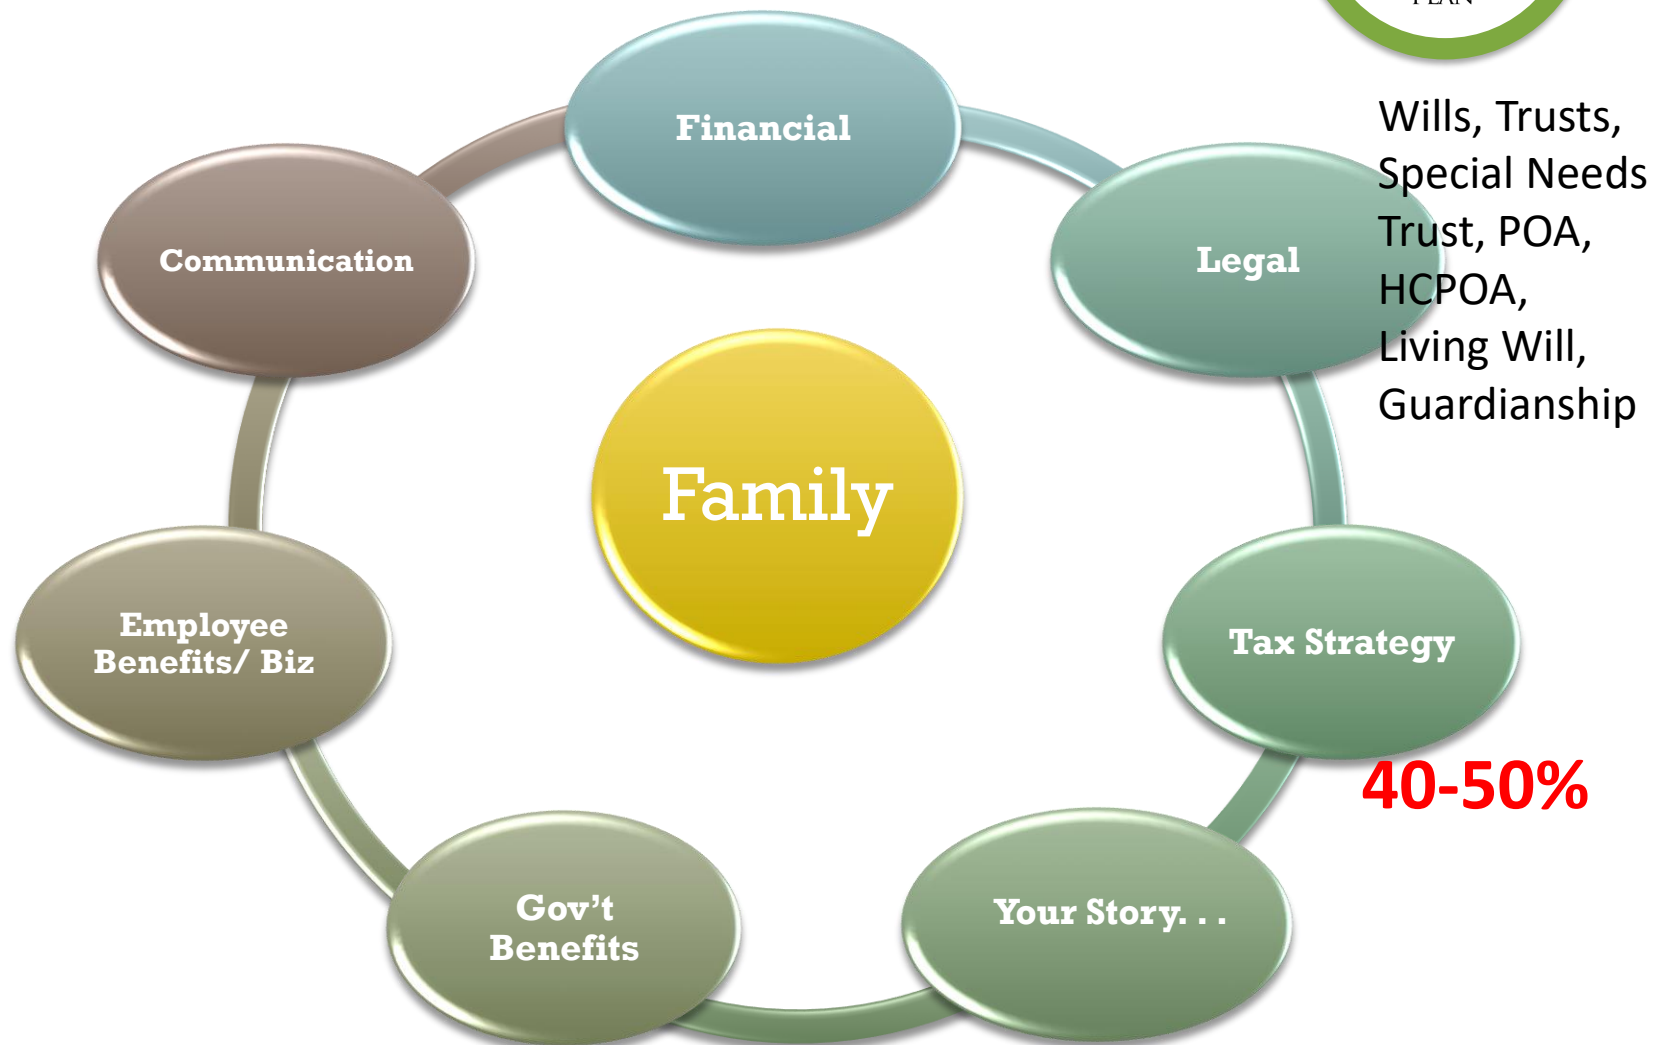 PLAN
Financial
Wills, Trusts,
Special Needs
Trust, POA,
HCPOA,
Living Will,
Guardianship
Communication
Legal
Family
Employee
Benefits/ Biz
Tax Strategy
40-50%
Gov’t
Benefits
Your Story. . .